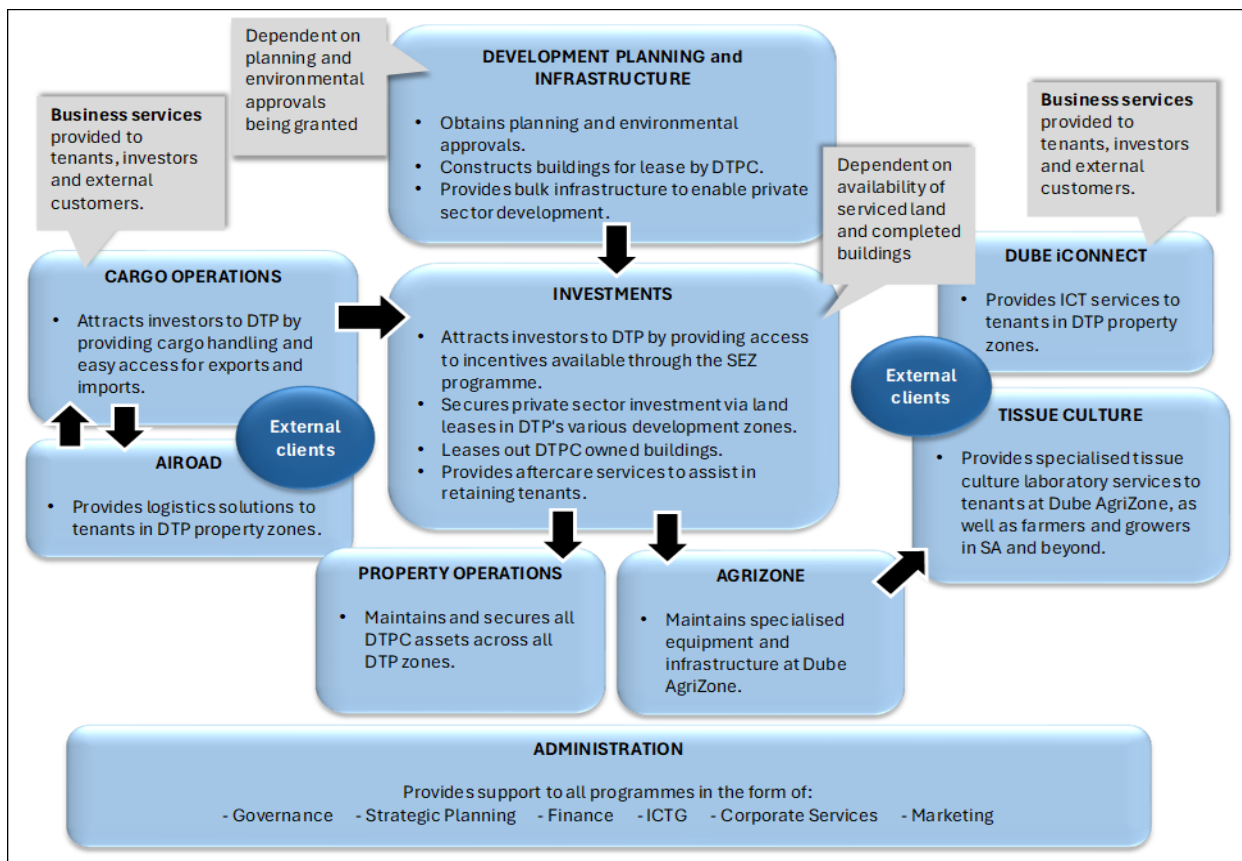 Dependent on
planning and
environmental
approvals
being granted
DEVELOPMENT PLANNING and
INFRASTRUCTURE
• Obtains planning and environmental
approvals.
• Constructs buildings for lease by DTPC.
• Provides bulk infrastructure to enable private
sector development.
Business services
provided to
tenants, investors
and external
customers.
Business services
provided to
tenants, investors
and external
customers.
Dependent on
availability of
serviced land
and completed
buildings
CARGO OPERATIONS
• Attracts investors to DTP by
providing cargo handling and
easy access for exports and
imports.
INVESTMENTS
• Attracts investors to DTP by providing access
to incentives available through the SEZ
programme.
• Secures private sector investment via land
leases in DTP's various development zones.
• Leases out DTPC owned buildings.
• Provides aftercare services to assist in
retaining tenants.
DUBE iCONNECT
• Provides ICT services to
tenants in DTP property
zones.
External
clients
External
clients
AIROAD
• Provides logistics solutions to
tenants in DTP property zones.
TISSUE CULTURE
• Provides specialised tissue
culture laboratory services to
tenants at Dube AgriZone, as
well as farmers and growers
in SA and beyond.
PROPERTY OPERATIONS
• Maintains and secures all
DTPC assets across all
DTP zones.
AGRIZONE
• Maintains specialised
equipment and
infrastructure at Dube
AgriZone.
ADMINISTRATION
Provides support to all programmes in the form of:
- Governance - Strategic Planning - Finance - ICTG - Corporate Services - Marketing